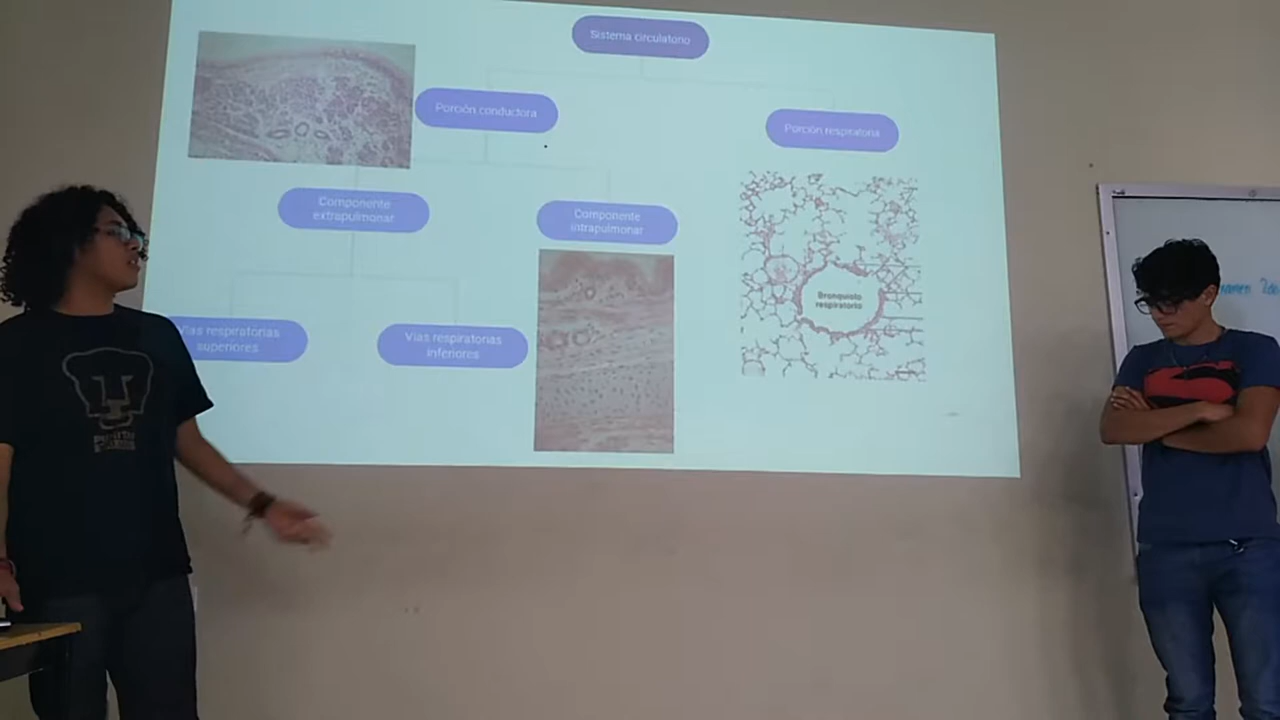 Sistema circulatorio
Porción conductora
Porción respiratoria
Componente
extrapulmonar
Componente
intrapulmonar
Bronquiolo
respiratorio
Vías respiratorias
superiores
Vías respiratorias
inferiores